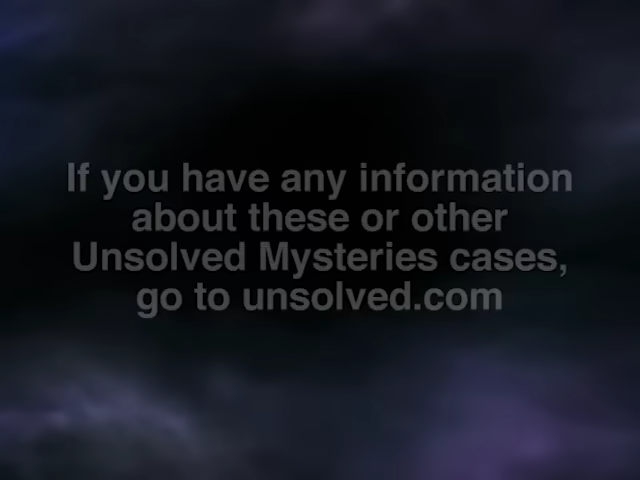 If you have any information
about these or other
Unsolved Mysteries cases,
go to unsolved.com